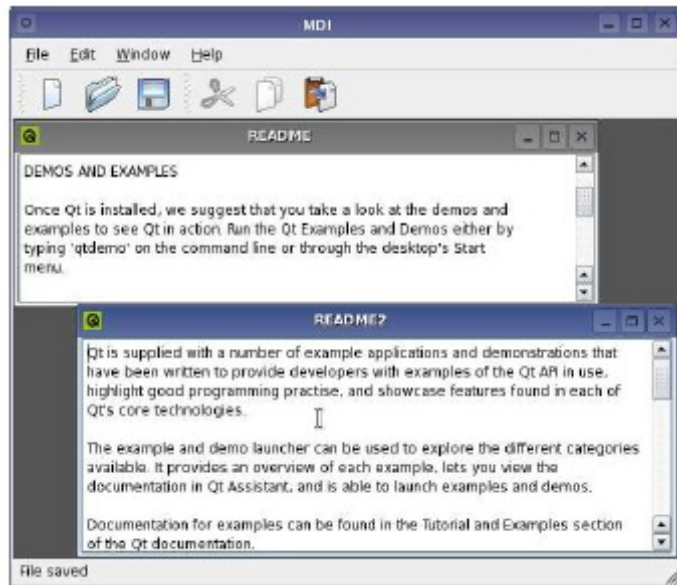 MDI
File Edit Window Help
README
DEMOS AND EXAMPLES
Once Qt is installed, we suggest that you take a look at the demos and
examples to see Qt in action. Run the Qt Examples and Demos either by
typing 'qtdemo' on the command line or through the desktop's Start
menu.
README2
Qt is supplied with a number of example applications and demonstrations that
have been written to provide developers with examples of the Qt API in use,
highlight good programming practise, and showcase features found in each of
Qt's core technologies.
The example and demo launcher can be used to explore the different categories
available. It provides an overview of each example, lets you view the
documentation in Qt Assistant, and is able to launch examples and demos.
Documentation for examples can be found in the Tutorial and Examples section
of the Qt documentation.
File saved